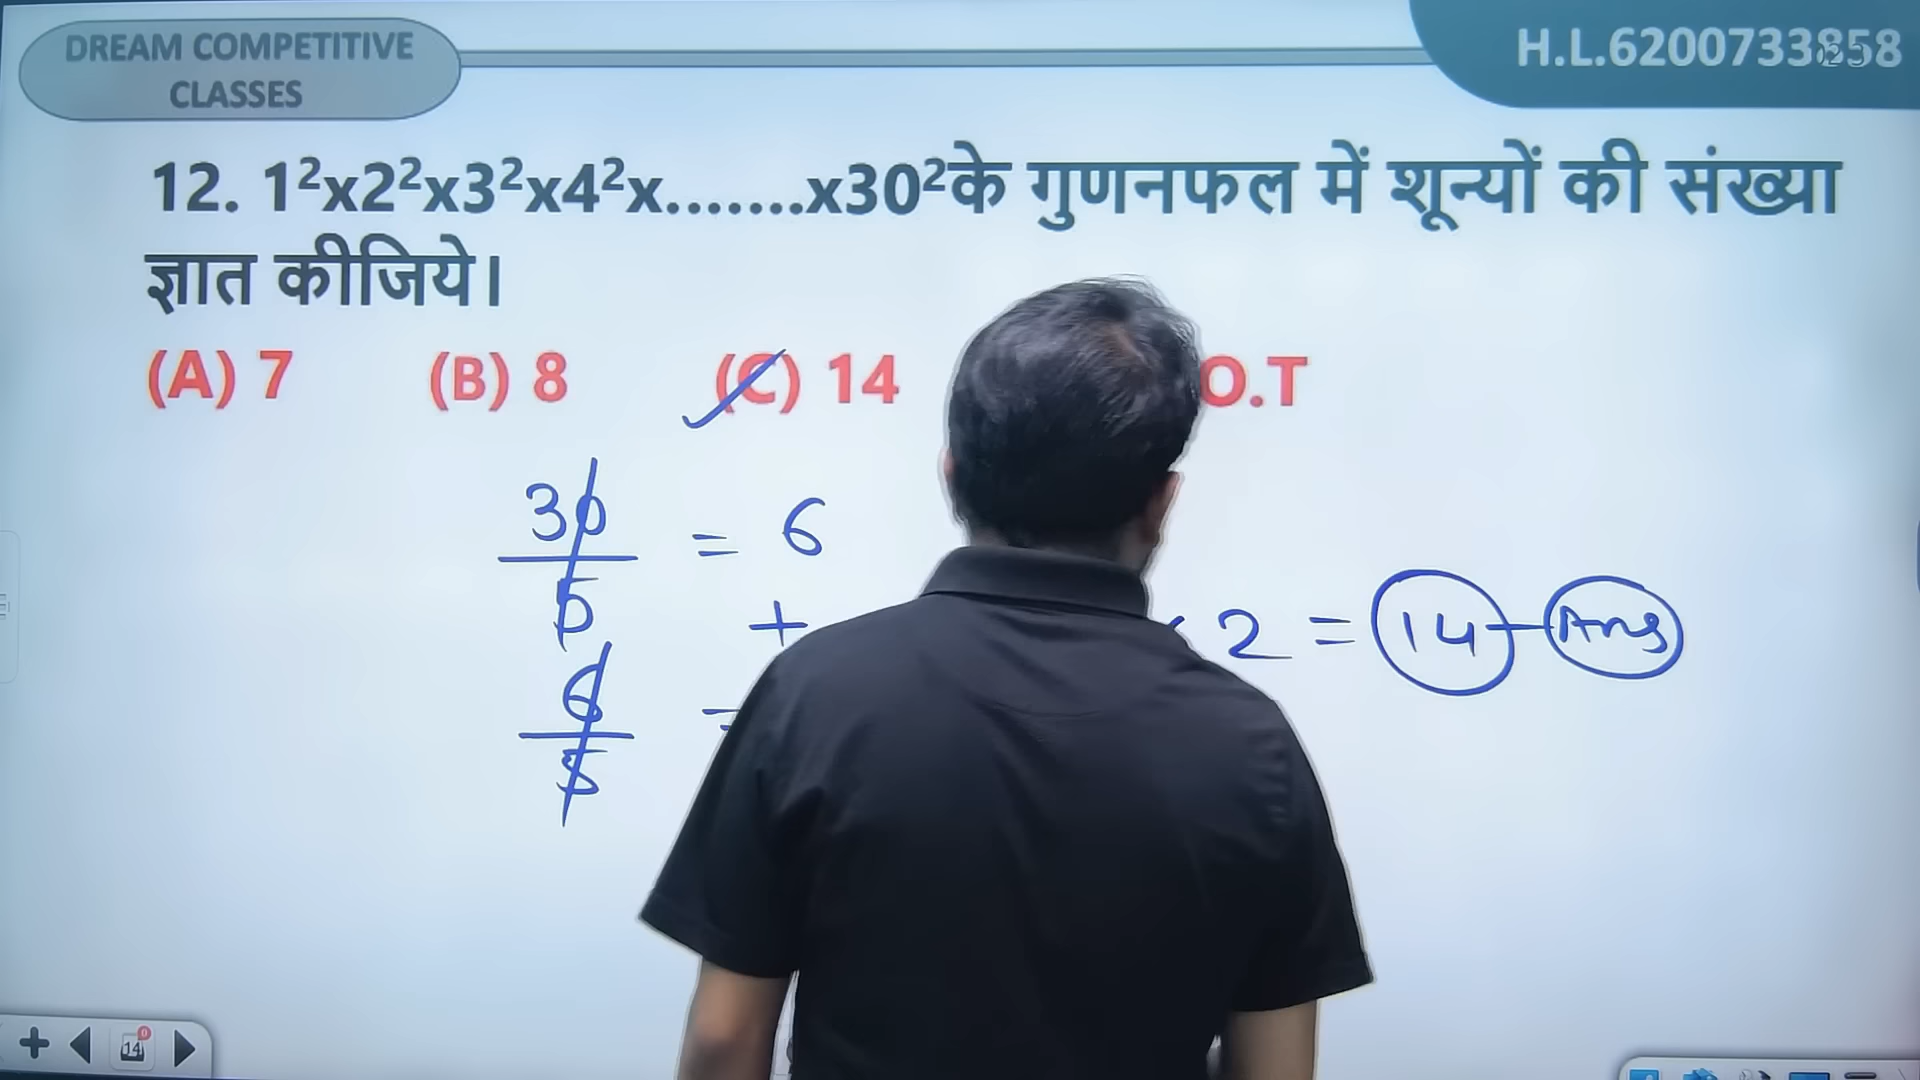 DREAM COMPETITIVE
CLASSES
H.L.6200733858
12. 1²x2²x3²x4²x.......x30²के गुणनफल में शून्यों की संख्या
ज्ञात कीजिये।
(A) 7 (B) 8 (C) 14 O.T
30/5 = 6
+ 2 = 14 - Ans
6/5 =
14